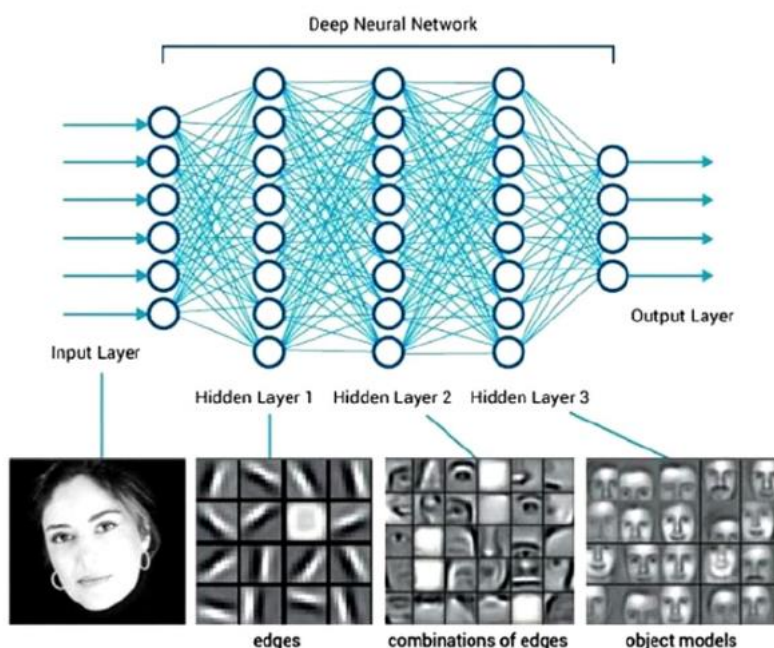 Deep Neural Network
Input Layer
Output Layer
Hidden Layer 1
Hidden Layer 2
Hidden Layer 3
edges
combinations of edges
object models